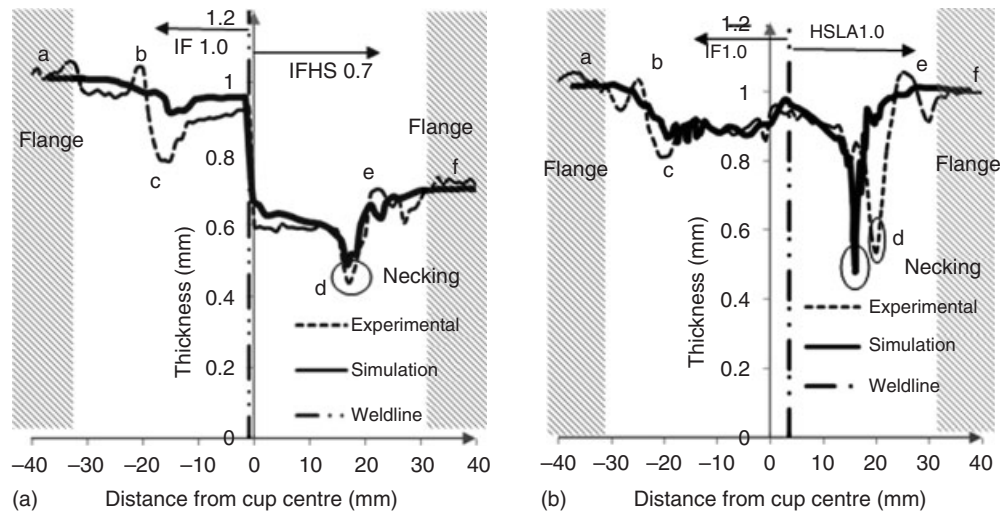 1.2
a
b
IF 1.0
IFHS 0.7
1
Flange
Flange
0.8
c
e
f
0.6
Thickness (mm)
d
Necking
0.4
Experimental
0.2
Simulation
Weldline
0
–40 –30 –20 –10 0 10 20 30 40
(a) Distance from cup centre (mm)
1.2
IF1.0
HSLA1.0
a
b
e
f
1
Flange
Flange
0.8
c
0.6
d
Thickness (mm)
Necking
0.4
Experimental
Simulation
0.2
Weldline
0
–40 –30 –20 –10 0 10 20 30 40
(b) Distance from cup centre (mm)